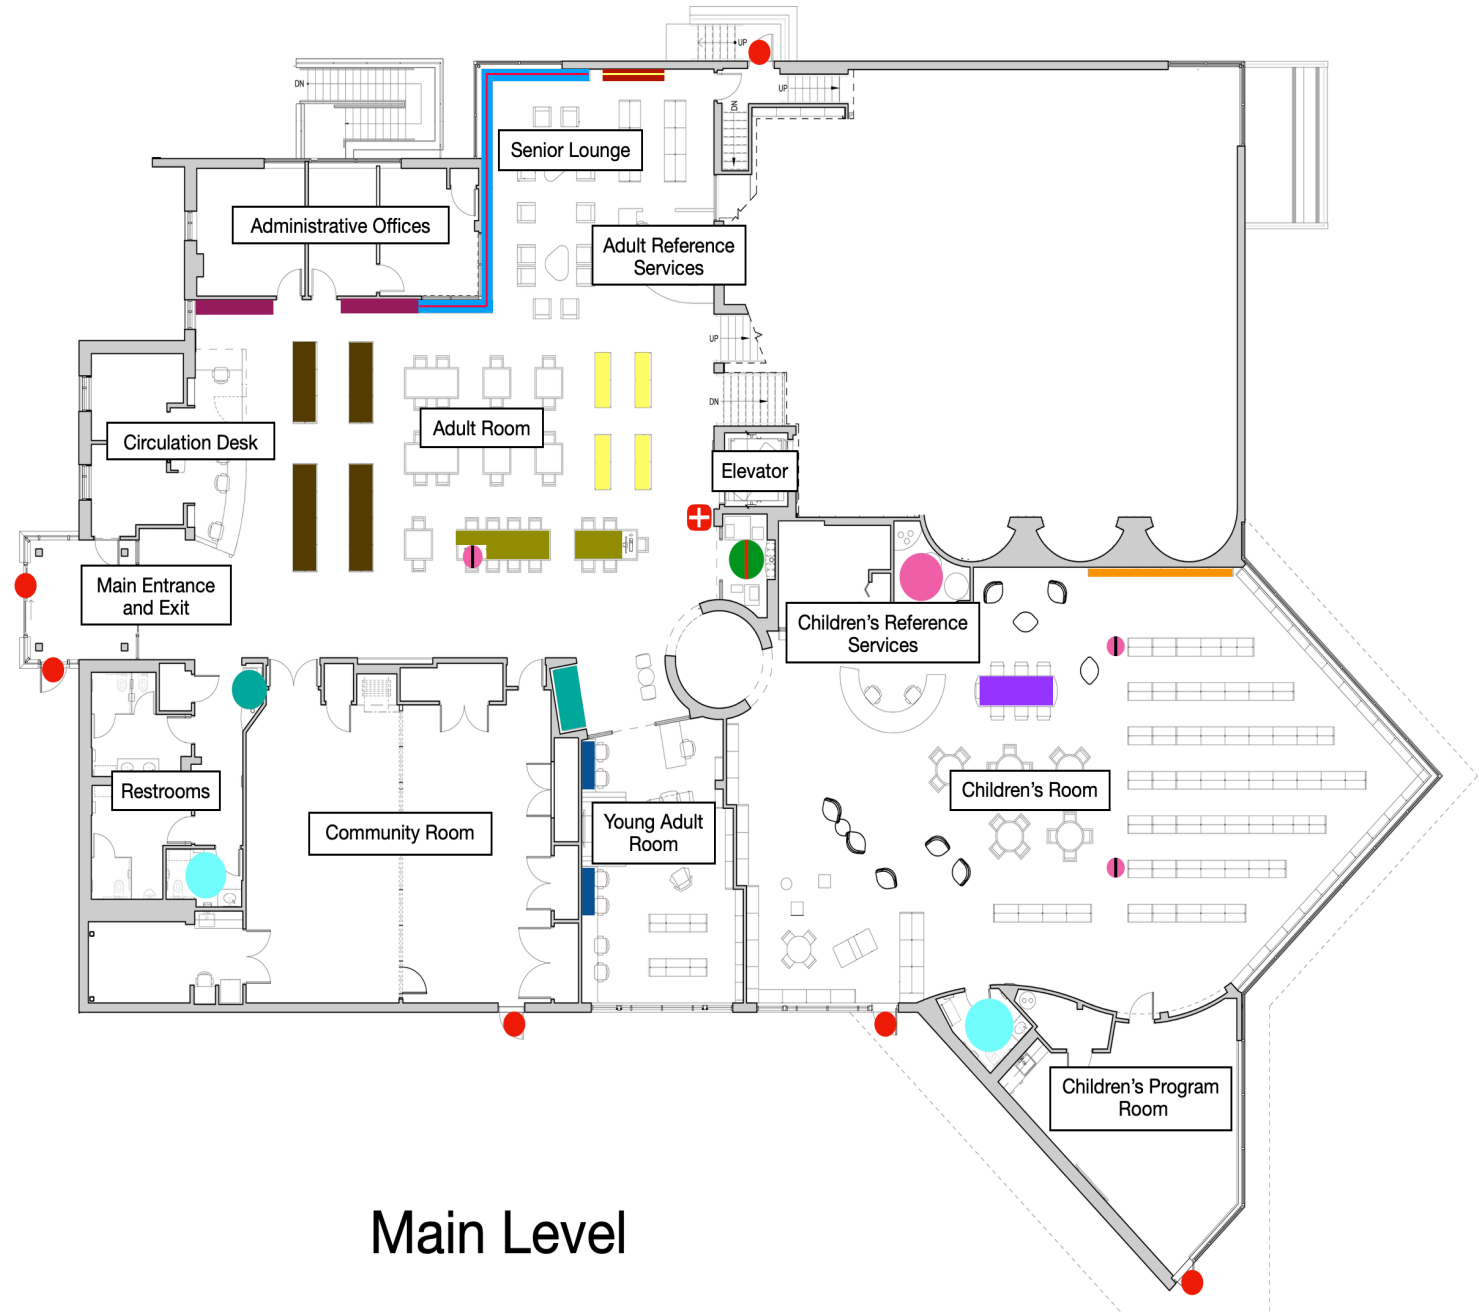 UP
DN
UP
DN
Senior Lounge
Administrative Offices
Adult Reference
Services
UP
DN
Circulation Desk
Adult Room
Elevator
Main Entrance
and Exit
Children's Reference
Services
Restrooms
Community Room
Young Adult
Room
Children's Room
Children's Program
Room
Main Level